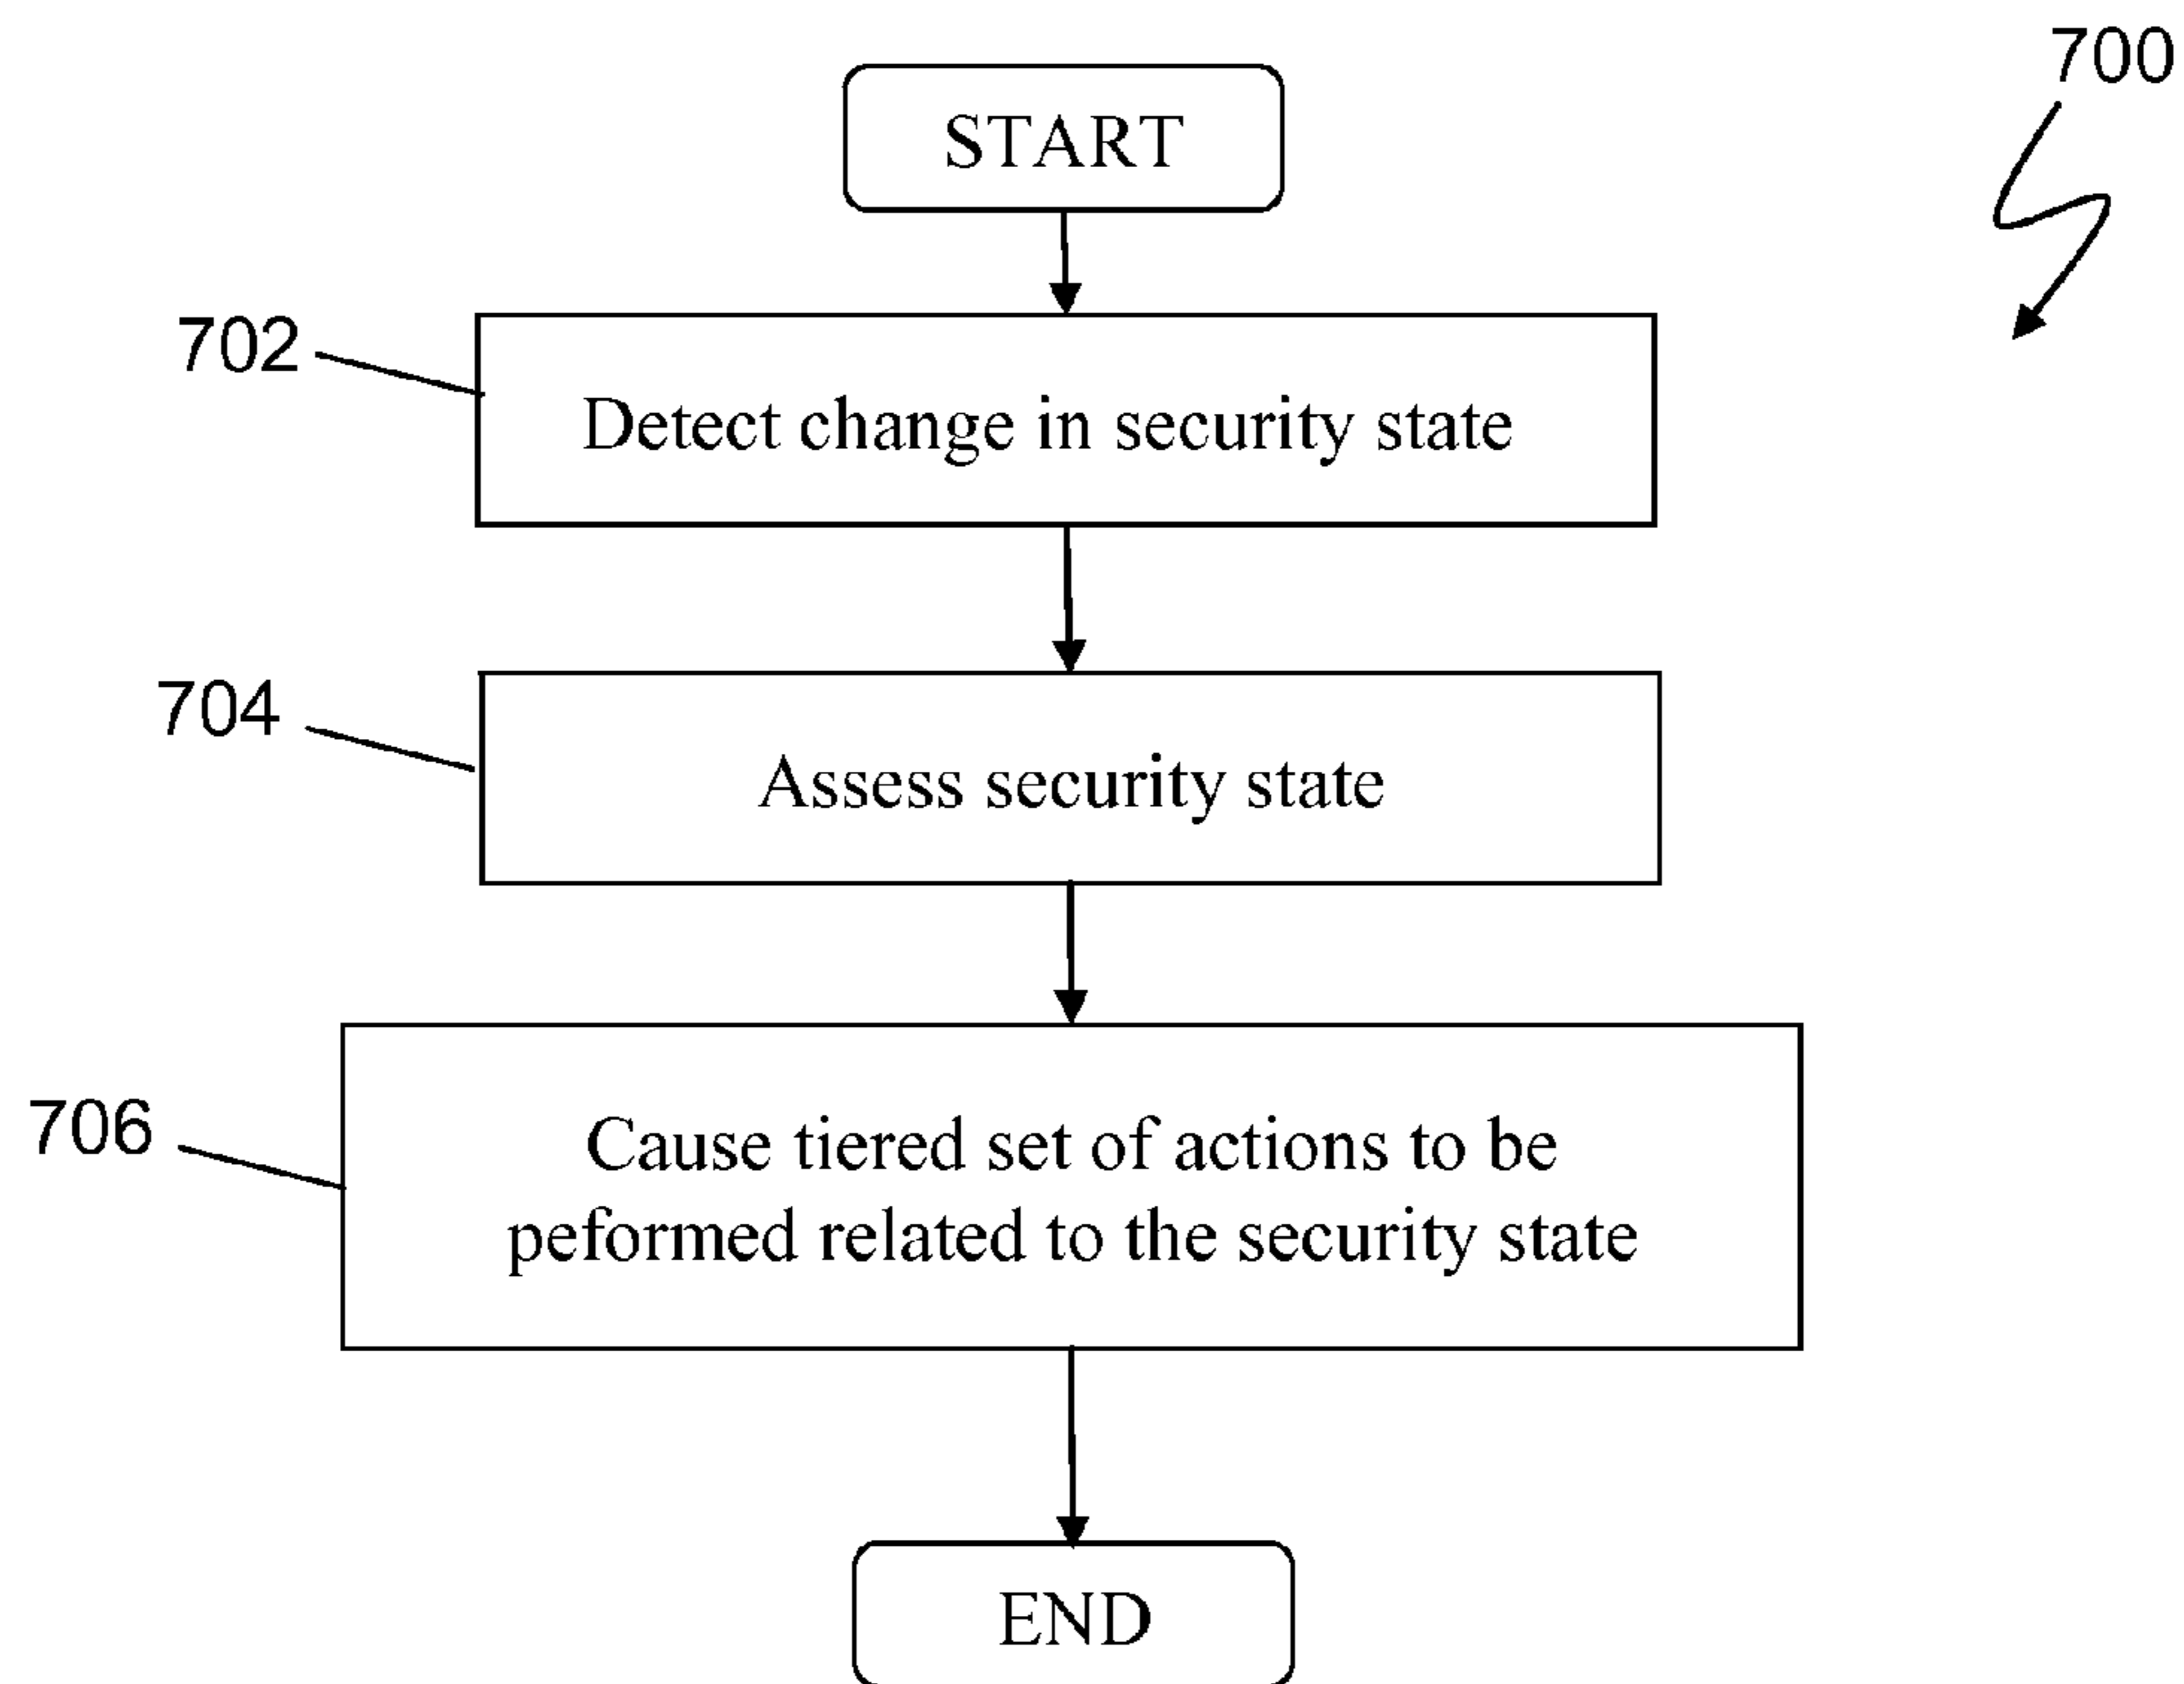 700
START
702
Detect change in security state
704
Assess security state
706
Cause tiered set of actions to be
peformed related to the security state
END